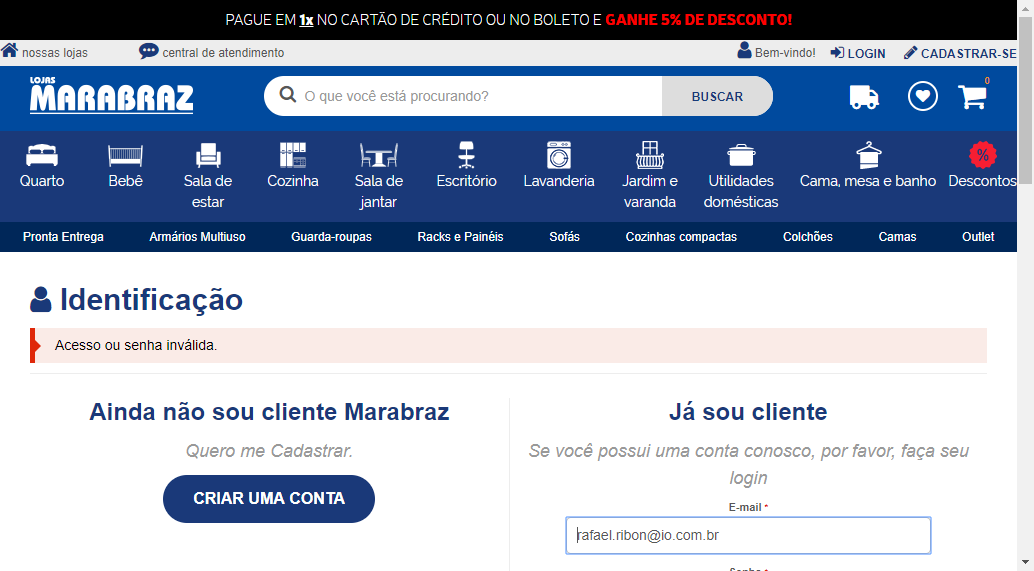 PAGUE EM 1x NO CARTÃO DE CRÉDITO OU NO BOLETO E GANHE 5% DE DESCONTO!
nossas lojas central de atendimento Bem-vindo! LOGIN CADASTRAR-SE
LOJAS
MARABRAZ
O que você está procurando?
BUSCAR
0
Quarto
Bebê
Sala de
estar
Cozinha
Sala de
jantar
Escritório
Lavanderia
Jardim e
varanda
Utilidades
domésticas
Cama, mesa e banho
%
Descontos
Pronta Entrega Armários Multiuso Guarda-roupas Racks e Painéis Sofás Cozinhas compactas Colchões Camas Outlet
Identificação
Acesso ou senha inválida.
Ainda não sou cliente Marabraz
Quero me Cadastrar.
CRIAR UMA CONTA
Já sou cliente
Se você possui uma conta conosco, por favor, faça seu
login
E-mail *
rafael.ribon@io.com.br